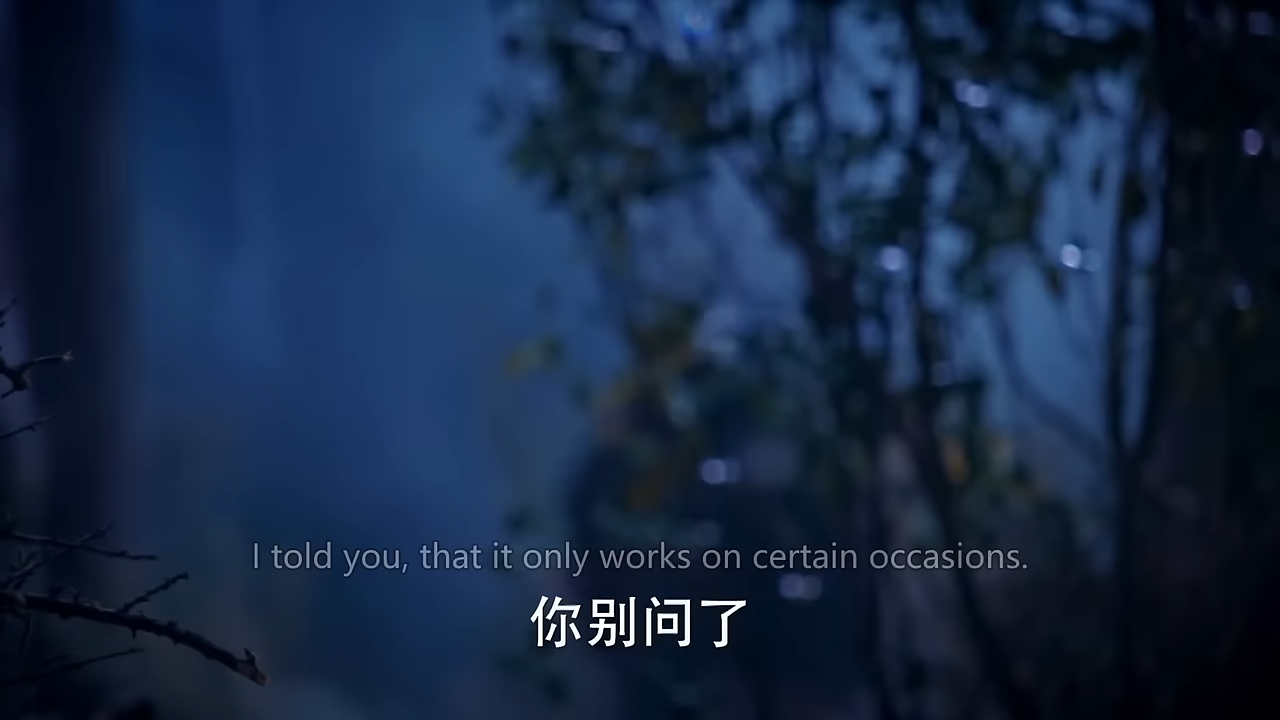 I told you, that it only works on certain occasions.
你别问了